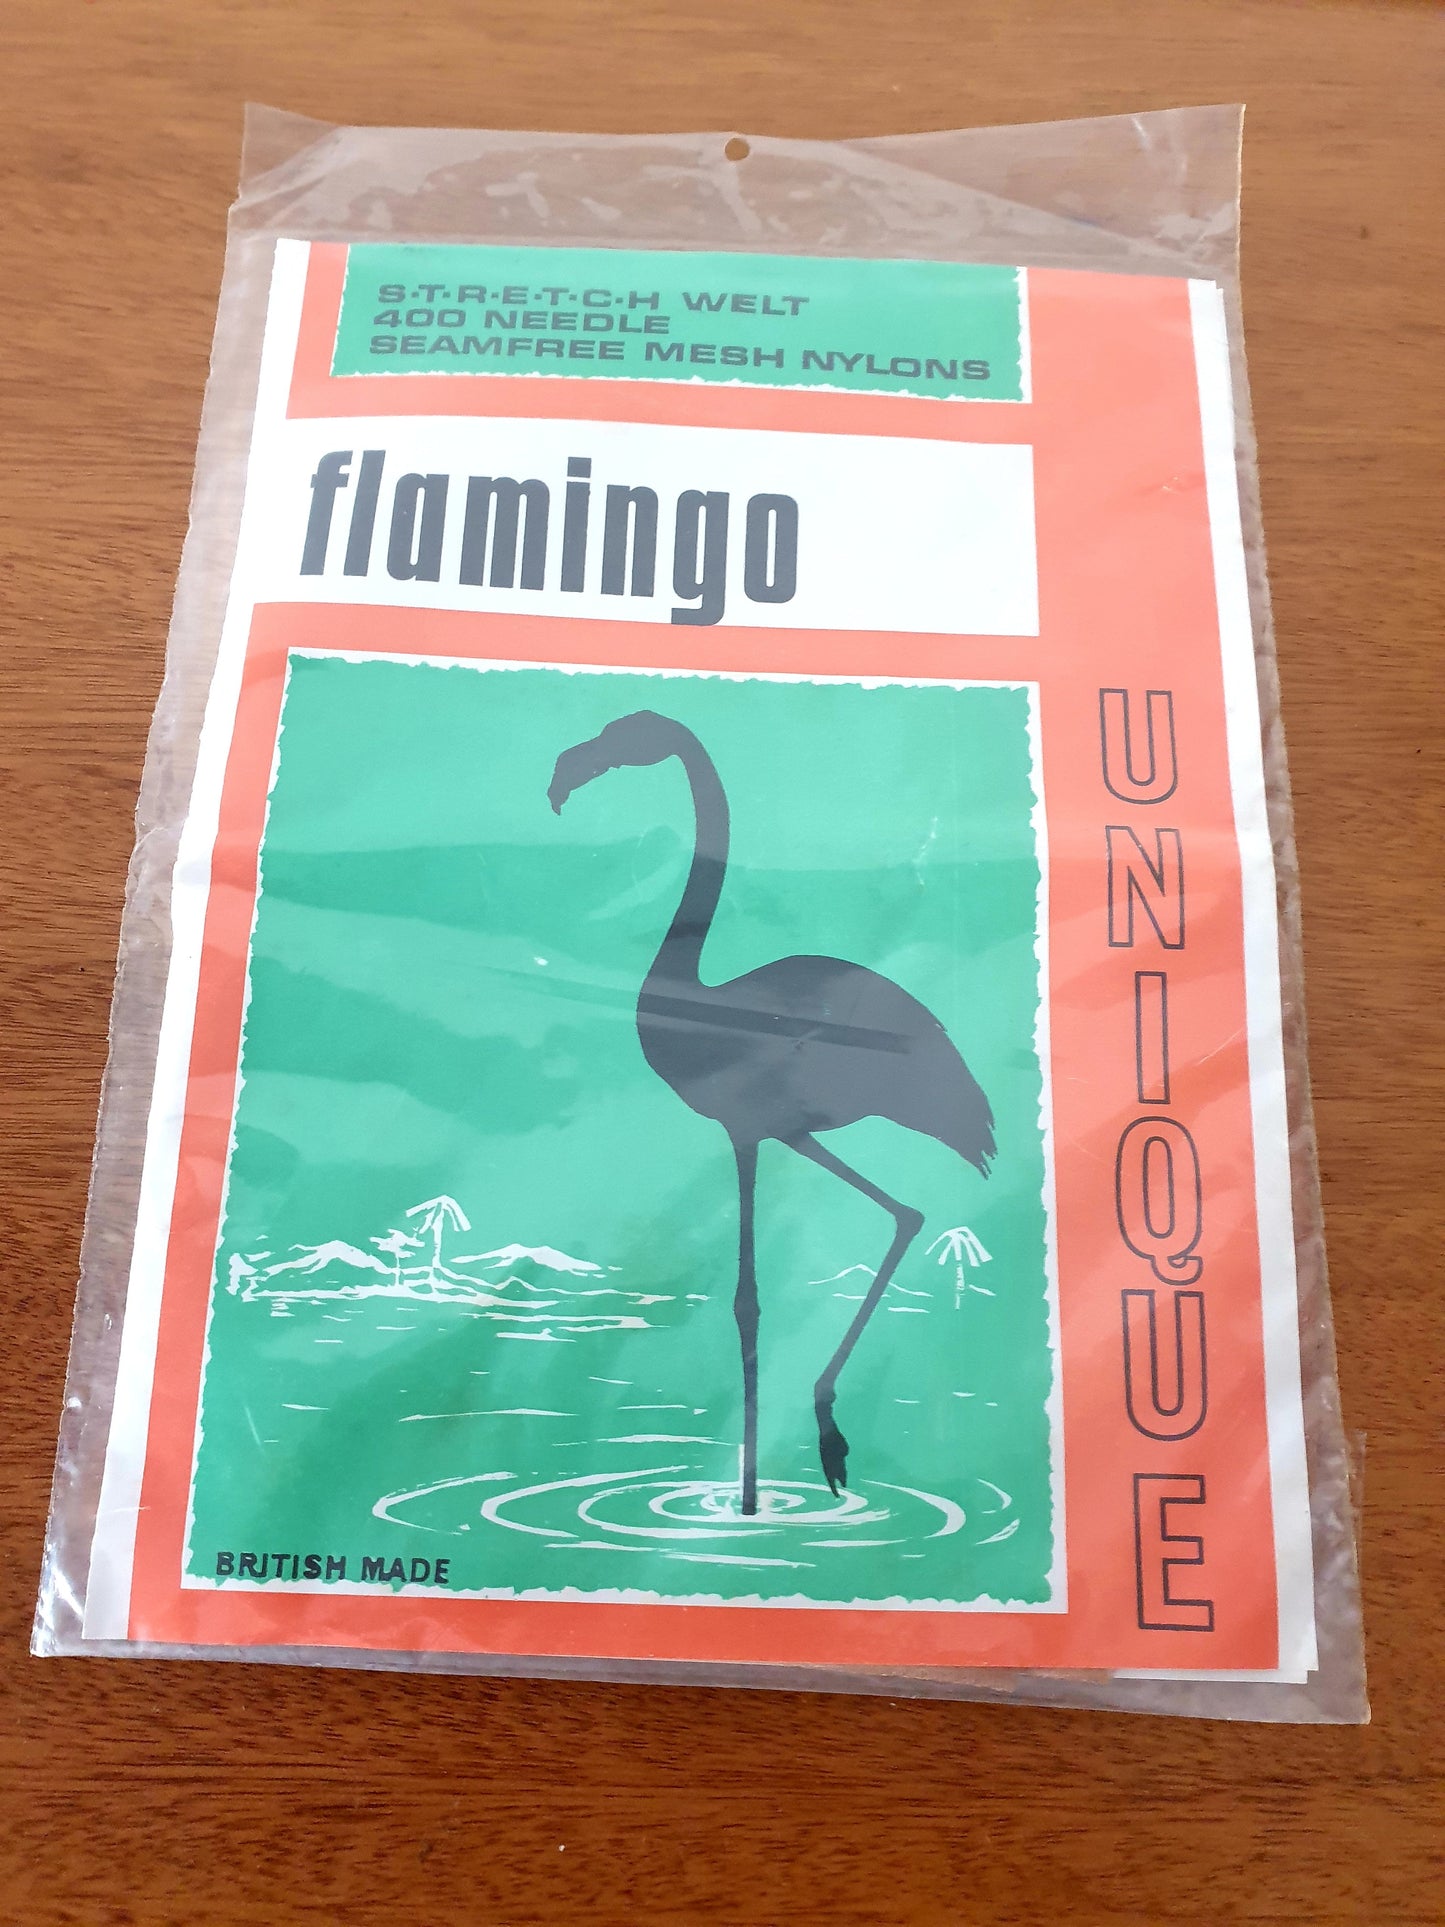 S·T·R·E·T·C·H WELT
400 NEEDLE
SEAMFREE MESH NYLONS
flamingo
UNIQUE
BRITISH MADE